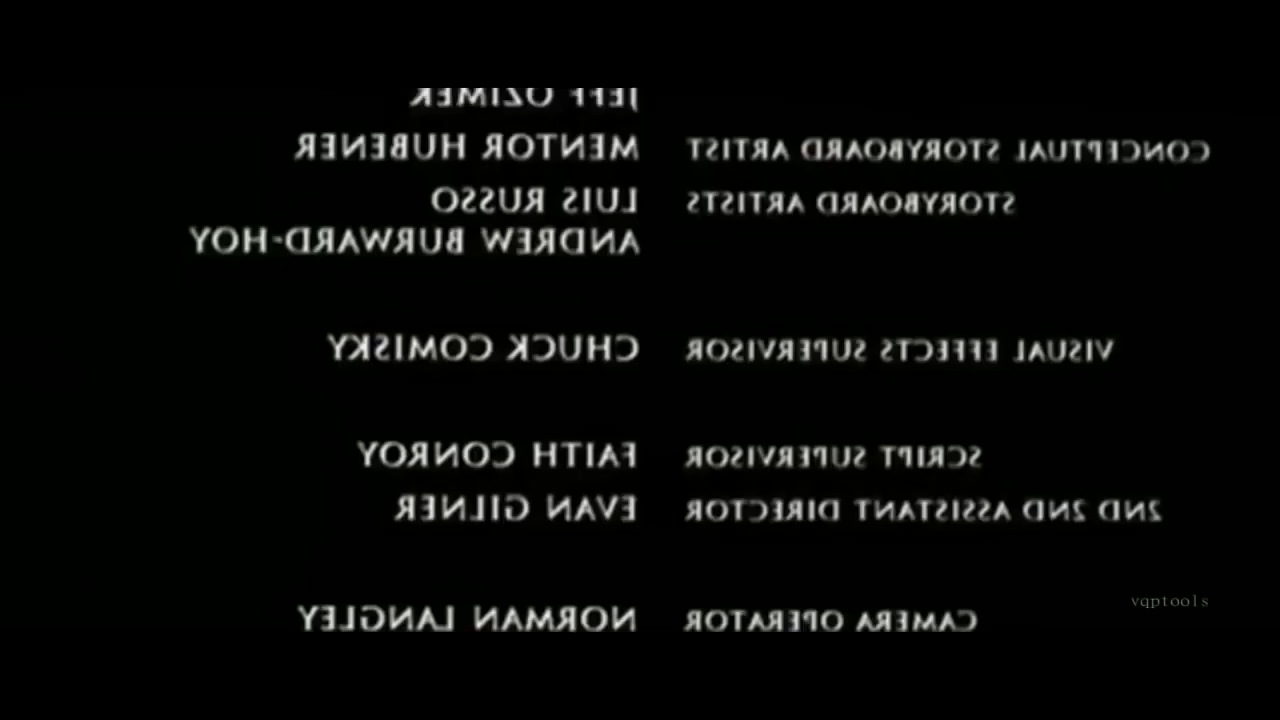 JEFF OZIMEK
CONCEPTUAL STORYBOARD ARTIST MENTOR HUBENER
STORYBOARD ARTISTS LUIS RUSSO
ANDREW BURWARD-HOY
VISUAL EFFECTS SUPERVISOR CHUCK COMISKY
SCRIPT SUPERVISOR FAITH CONROY
2ND 2ND ASSISTANT DIRECTOR EVAN GILNER
vqptools
CAMERA OPERATOR NORMAN LANGLEY